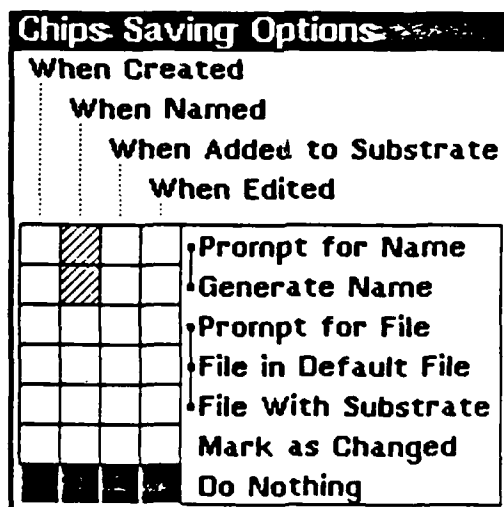 Chips Saving Options
When Created
When Named
When Added to Substrate
When Edited
Prompt for Name
Generate Name
Prompt for File
File in Default File
File With Substrate
Mark as Changed
Do Nothing